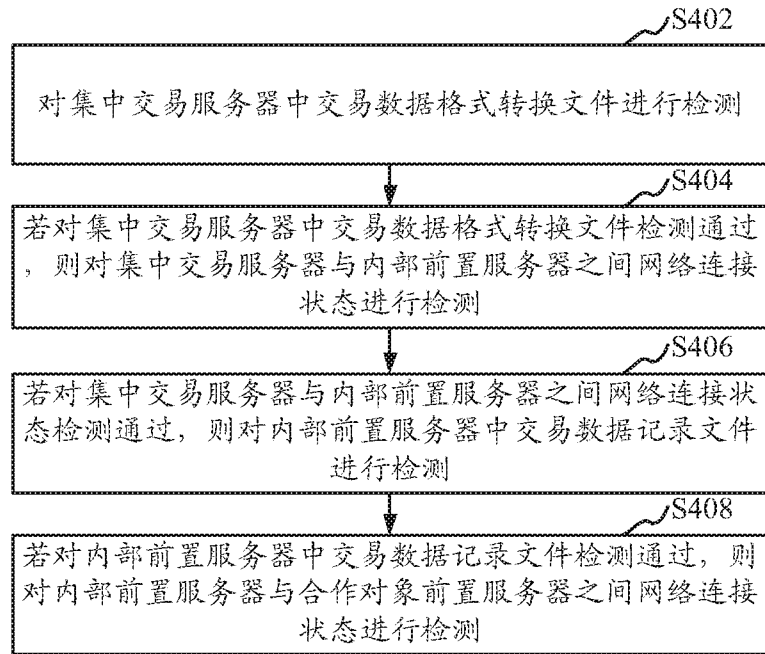 S402
对集中交易服务器中交易数据格式转换文件进行检测
S404
若对集中交易服务器中交易数据格式转换文件检测通过
，则对集中交易服务器与内部前置服务器之间网络连接
状态进行检测
S406
若对集中交易服务器与内部前置服务器之间网络连接状
态检测通过，则对内部前置服务器中交易数据记录文件
进行检测
S408
若对内部前置服务器中交易数据记录文件检测通过，则
对内部前置服务器与合作对象前置服务器之间网络连接
状态进行检测